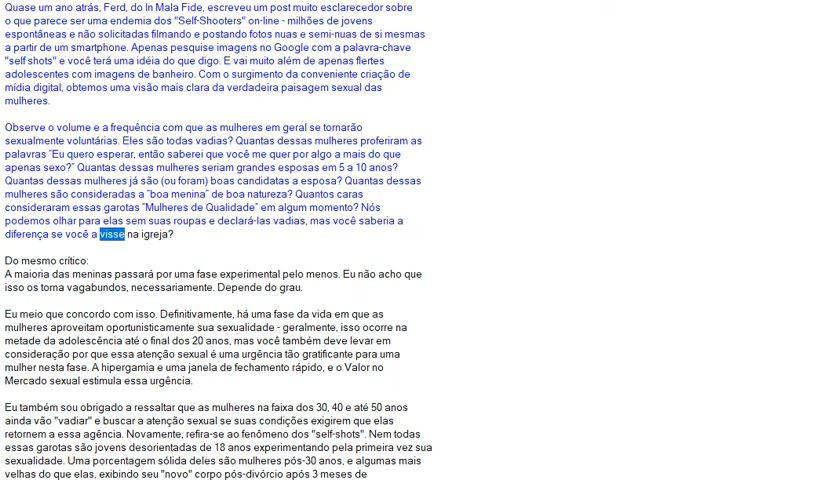 Quase um ano atrás, Ferd, do In Mala Fide, escreveu um post muito esclarecedor sobre
o que parece ser uma endemia dos "Self-Shooters" on-line - milhões de jovens
espontâneas e não solicitadas filmando e postando fotos nuas e semi-nuas de si mesmas
a partir de um smartphone. Apenas pesquise imagens no Google com a palavra-chave
"self shots" e você terá uma idéia do que digo. E vai muito além de apenas flertes
adolescentes com imagens de banheiro. Com o surgimento da conveniente criação de
mídia digital, obtemos uma visão mais clara da verdadeira paisagem sexual das
mulheres.

Observe o volume e a frequência com que as mulheres em geral se tornarão
sexualmente voluntárias. Eles são todas vadias? Quantas dessas mulheres proferiram as
palavras "Eu quero esperar, então saberei que você me quer por algo a mais do que
apenas sexo?" Quantas dessas mulheres seriam grandes esposas em 5 a 10 anos?
Quantas dessas mulheres já são (ou foram) boas candidatas a esposa? Quantas dessas
mulheres são consideradas a "boa menina" de boa natureza? Quantos caras
consideraram essas garotas "Mulheres de Qualidade" em algum momento? Nós
podemos olhar para elas sem suas roupas e declará-las vadias, mas você saberia a
diferença se você a visse na igreja?

Do mesmo crítico:
A maioria das meninas passará por uma fase experimental pelo menos. Eu não acho que
isso os torna vagabundos, necessariamente. Depende do grau.

Eu meio que concordo com isso. Definitivamente, há uma fase da vida em que as
mulheres aproveitam oportunisticamente sua sexualidade - geralmente, isso ocorre na
metade da adolescência até o final dos 20 anos, mas você também deve levar em
consideração por que essa atenção sexual é uma urgência tão gratificante para uma
mulher nesta fase. A hipergamia e uma janela de fechamento rápido, e o Valor no
Mercado sexual estimula essa urgência.

Eu também sou obrigado a ressaltar que as mulheres na faixa dos 30, 40 e até 50 anos
ainda vão "vadiar" e buscar a atenção sexual se suas condições exigirem que elas
retornem a essa agência. Novamente, refira-se ao fenômeno dos "self-shots". Nem todas
essas garotas são jovens desorientadas de 18 anos experimentando pela primeira vez sua
sexualidade. Uma porcentagem sólida deles são mulheres pós-30 anos, e algumas mais
velhas do que elas, exibindo seu "novo" corpo pós-divórcio após 3 meses de